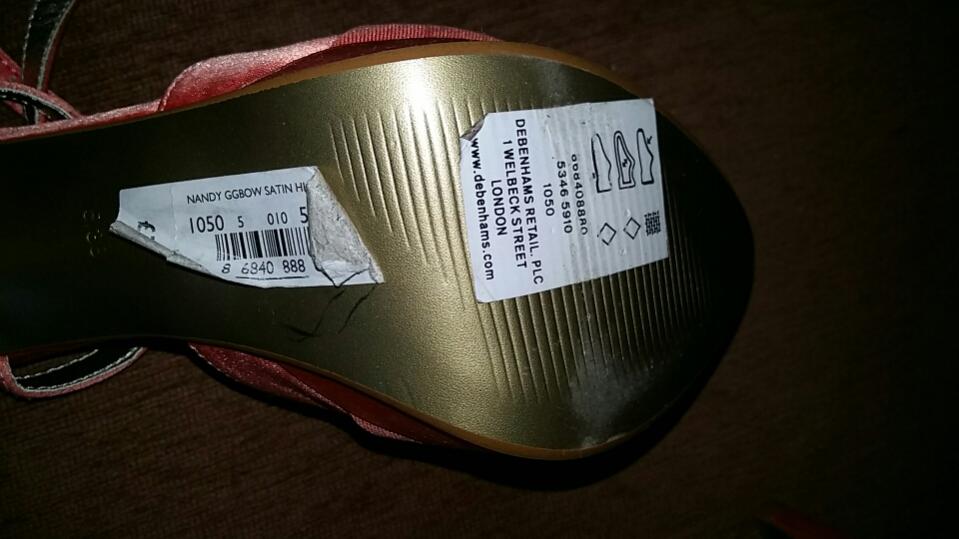 NANDY GGBOW SATIN HI
1050 5 010 5
8 6840 888
DEBENHAMS RETAIL. PLC
1 WELBECK STREET
LONDON
www.debenhams.com
868408880
5346 5910
1050